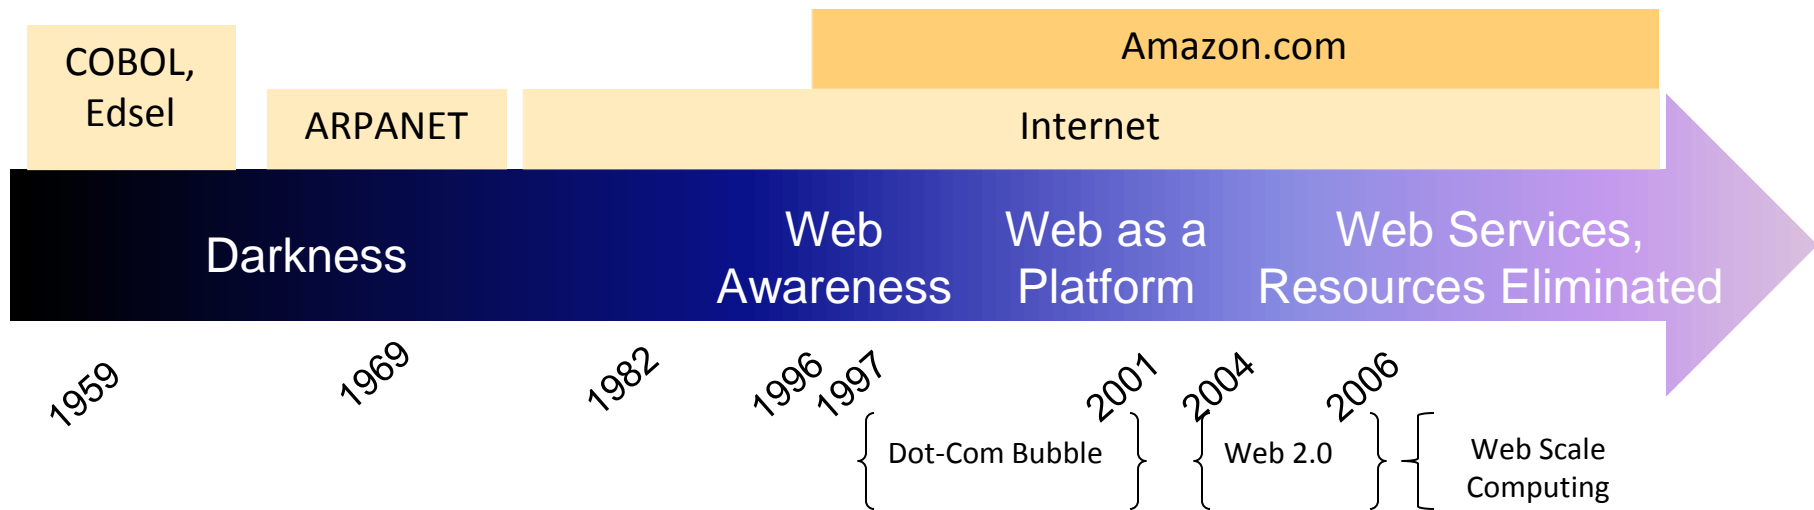 COBOL,
Edsel
ARPANET
Amazon.com
Internet
Darkness
Web
Awareness
Web as a
Platform
Web Services,
Resources Eliminated
1959
1969
1982
1996
1997
2001
2004
2006
Dot-Com Bubble
Web 2.0
Web Scale
Computing